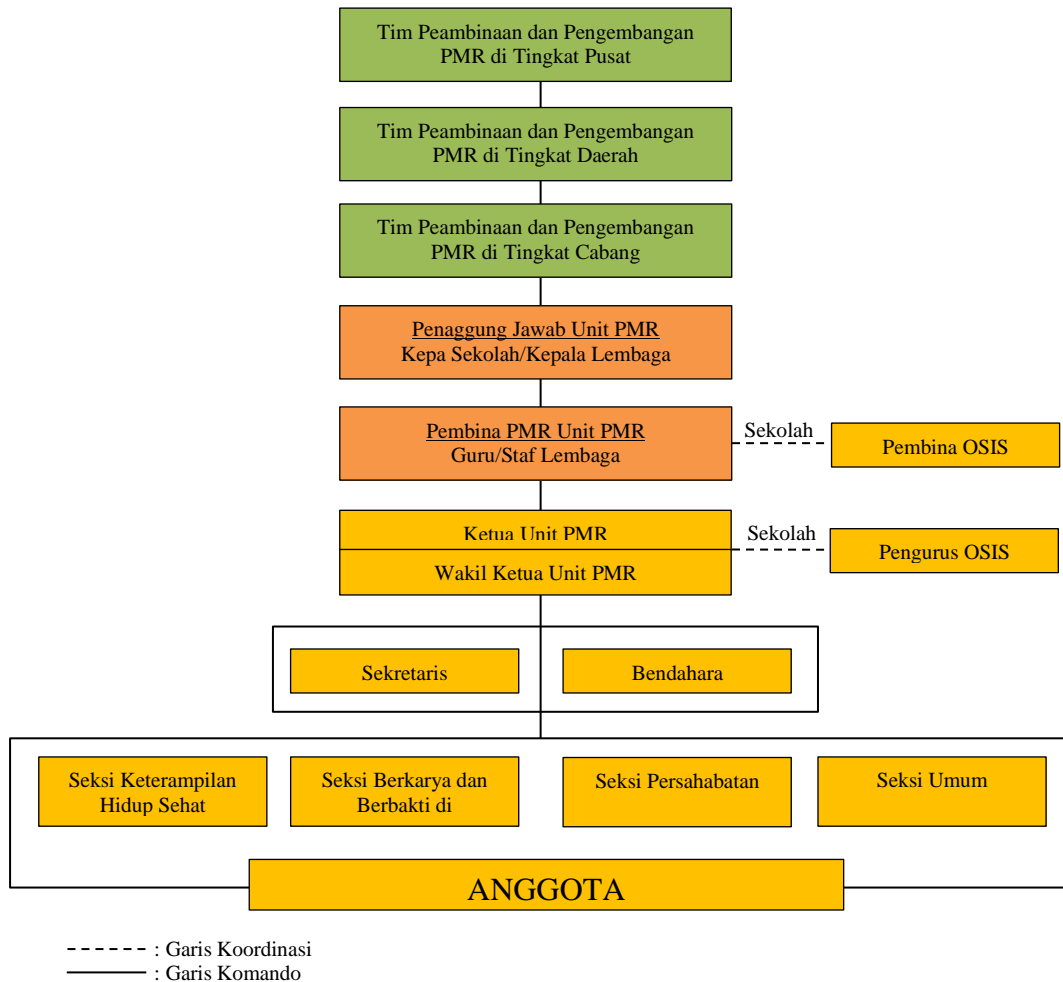 Tim Peambinaan dan Pengembangan
PMR di Tingkat Pusat
Tim Peambinaan dan Pengembangan
PMR di Tingkat Daerah
Tim Peambinaan dan Pengembangan
PMR di Tingkat Cabang
Penaggung Jawab Unit PMR
Kepa Sekolah/Kepala Lembaga
Pembina PMR Unit PMR
Guru/Staf Lembaga
Sekolah
Pembina OSIS
Ketua Unit PMR
Wakil Ketua Unit PMR
Sekolah
Pengurus OSIS
Sekretaris
Bendahara
Seksi Keterampilan
Hidup Sehat
Seksi Berkarya dan
Berbakti di
Seksi Persahabatan
Seksi Umum
ANGGOTA
: Garis Koordinasi
: Garis Komando